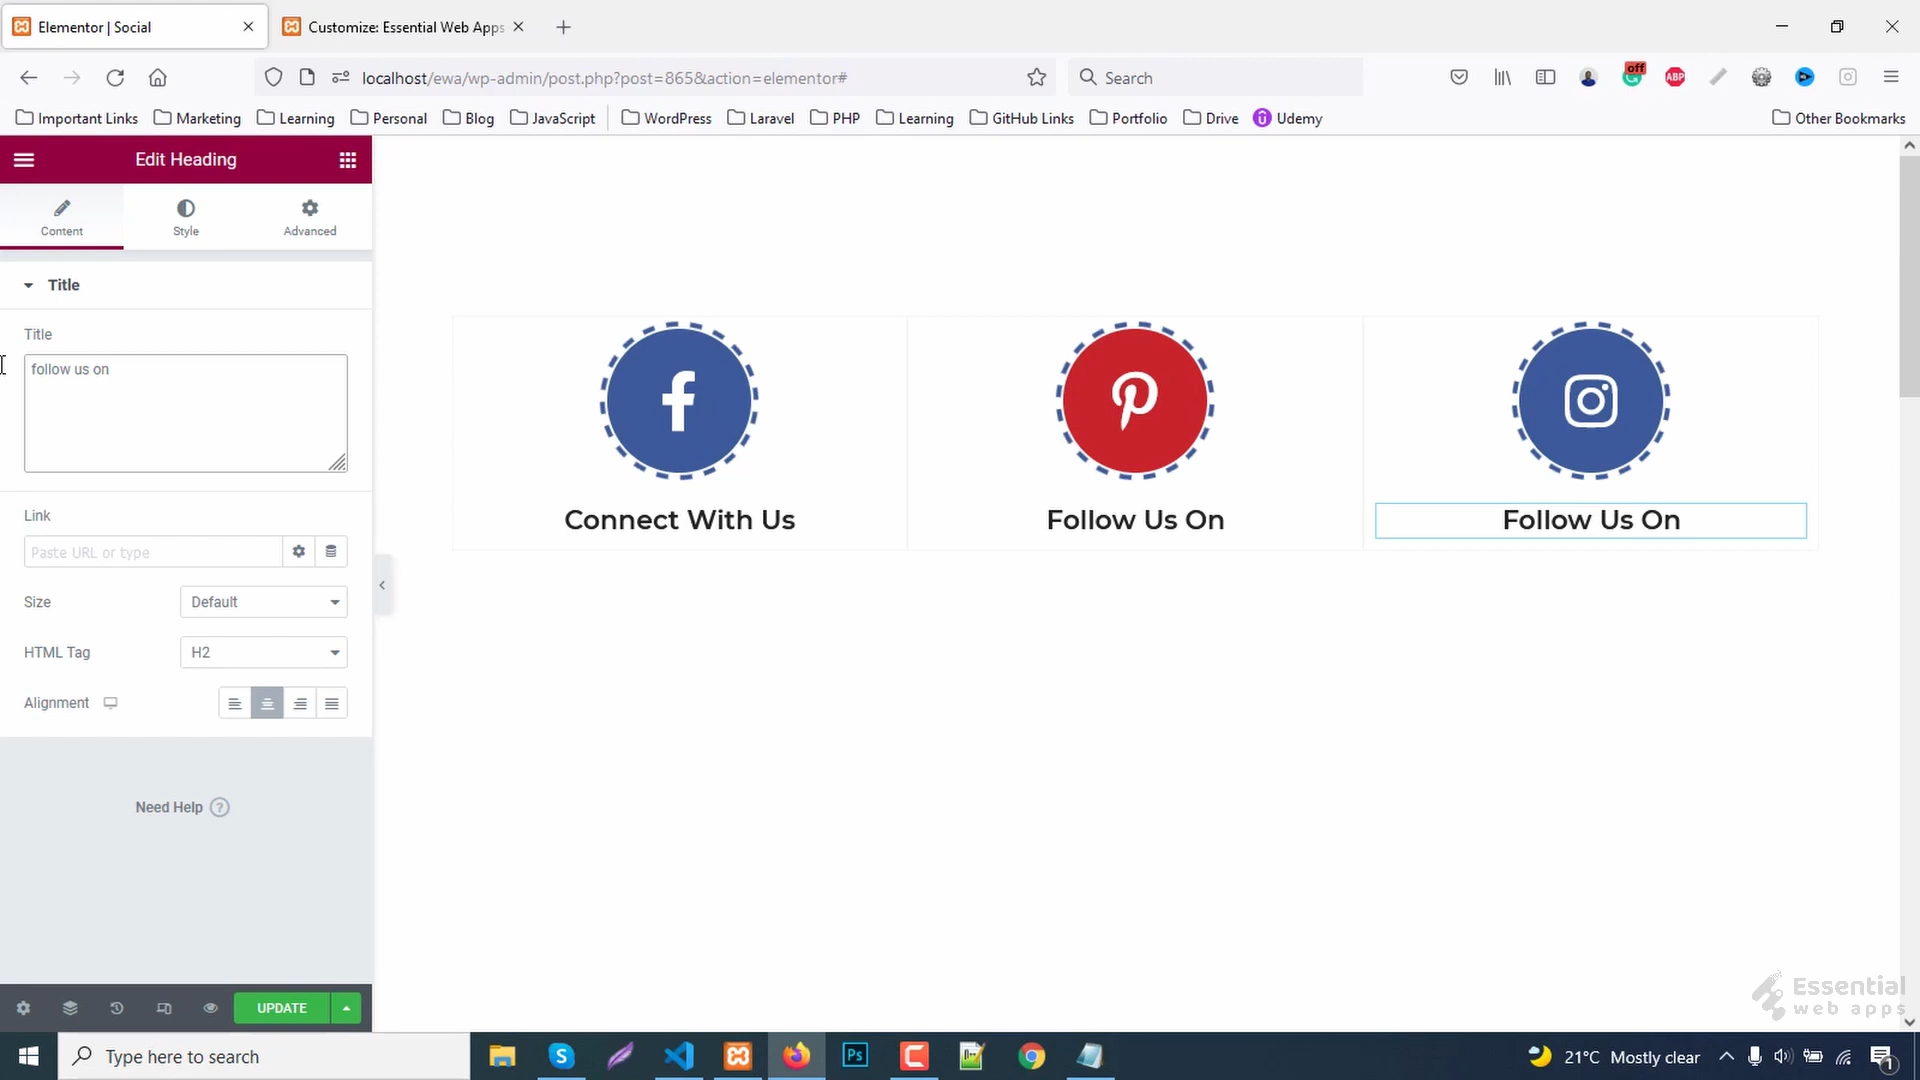 Elementor | Social
Customize: Essential Web Apps
localhost/ewa/wp-admin/post.php?post=865&action=elementor#
Search
off
ABP
Important Links
Marketing
Learning
Personal
Blog
JavaScript
WordPress
Laravel
PHP
Learning
GitHub Links
Portfolio
Drive
Udemy
Other Bookmarks
Edit Heading
Content
Style
Advanced
Title
Title
follow us on
Link
Paste URL or type
Size
Default
HTML Tag
H2
Alignment
Need Help ?
UPDATE
Connect With Us
Follow Us On
Follow Us On
Essential
web apps
Type here to search
Ps
21°C Mostly clear
1